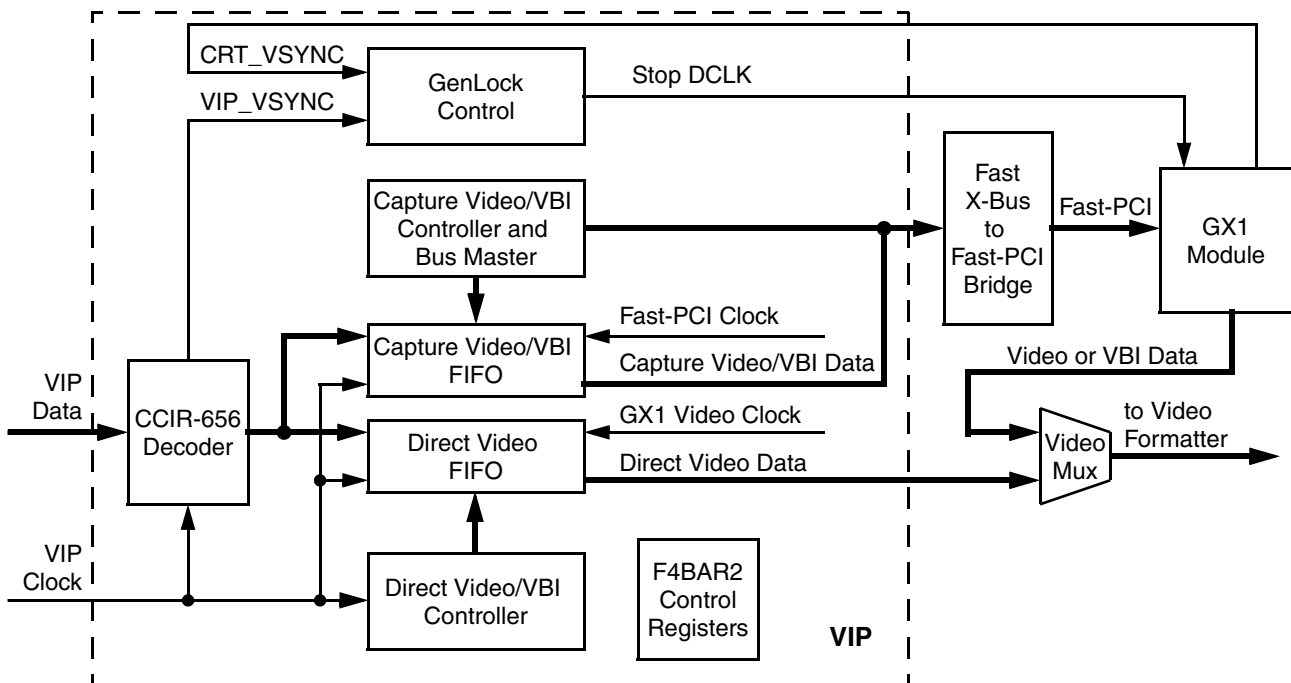 CRT_VSYNC
VIP_VSYNC
GenLock
Control
Stop DCLK
Capture Video/VBI
Controller and
Bus Master
Fast
X-Bus
to
Fast-PCI
Bridge
Fast-PCI
GX1
Module
Fast-PCI Clock
Capture Video/VBI
FIFO
Capture Video/VBI Data
Video or VBI Data
VIP
Data
CCIR-656
Decoder
GX1 Video Clock
Direct Video
FIFO
Direct Video Data
Video
Mux
to Video
Formatter
VIP
Clock
Direct Video/VBI
Controller
F4BAR2
Control
Registers
VIP